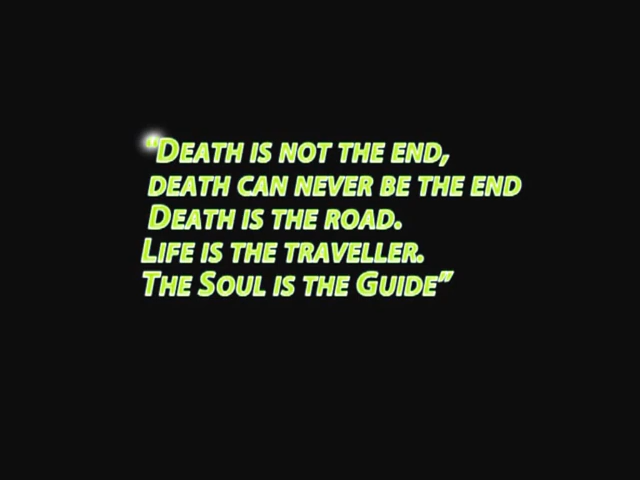 “Death is not the end,
death can never be the end
Death is the road.
Life is the traveller.
The Soul is the Guide”